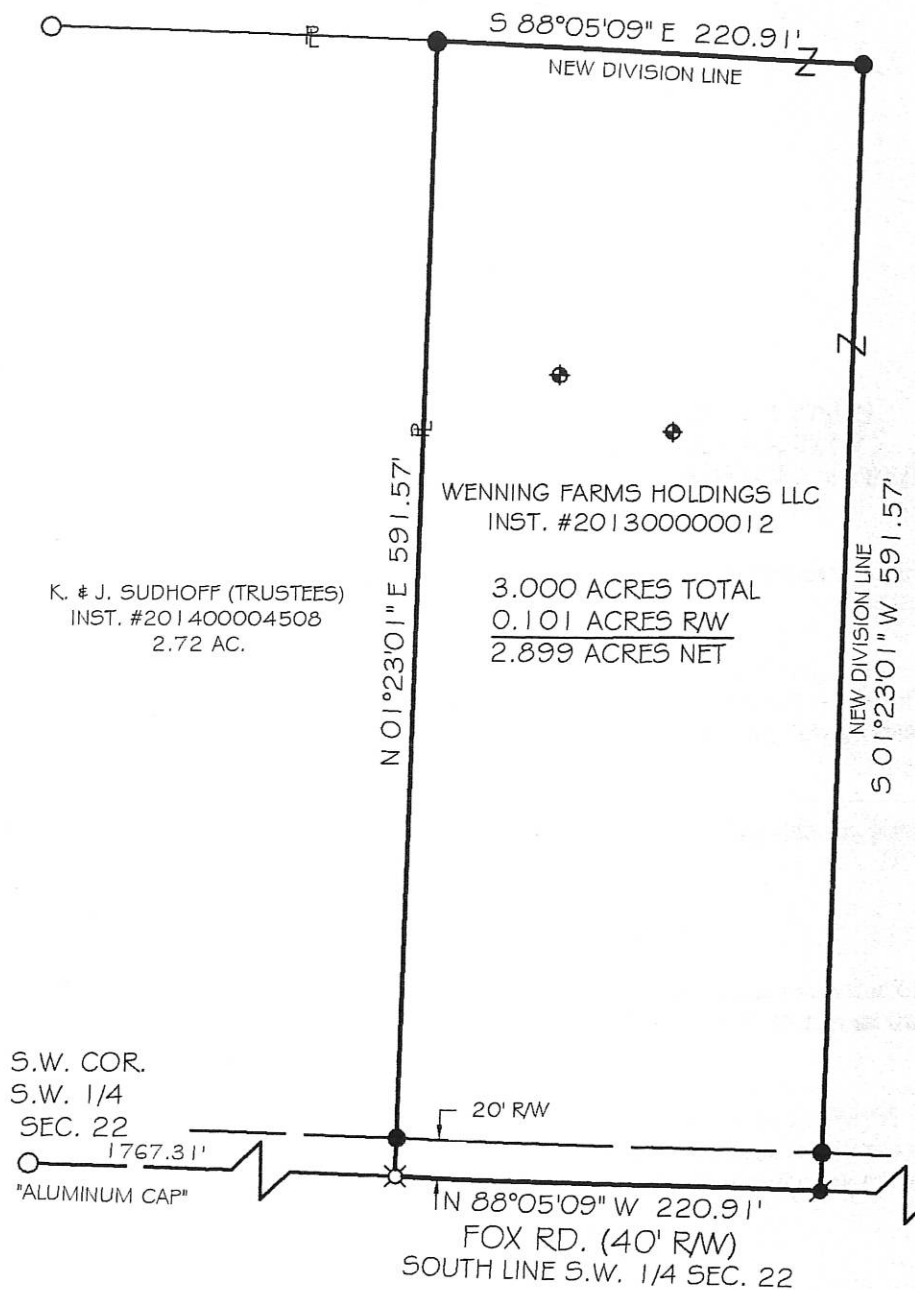 S 88°05'09" E 220.91'
NEW DIVISION LINE
PL
Z
Z
PL
N 01°23'01" E 591.57'
WENNING FARMS HOLDINGS LLC
INST. #201300000012
3.000 ACRES TOTAL
0.101 ACRES R/W
2.899 ACRES NET
K. & J. SUDHOFF (TRUSTEES)
INST. #201400004508
2.72 AC.
NEW DIVISION LINE
S 01°23'01" W 591.57'
S.W. COR.
S.W. 1/4
SEC. 22
1767.31'
"ALUMINUM CAP"
20' R/W
N 88°05'09" W 220.91'
FOX RD. (40' R/W)
SOUTH LINE S.W. 1/4 SEC. 22